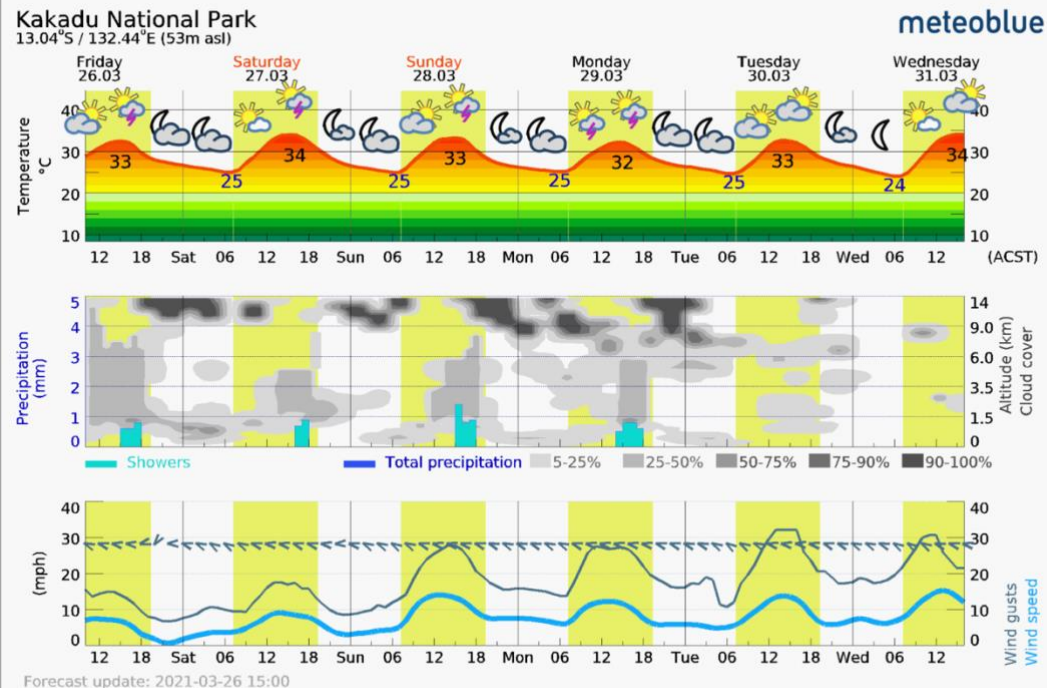 Kakadu National Park
meteoblue
13.04°S / 132.44°E (53m asl)
Friday Saturday Sunday Monday Tuesday Wednesday
26.03 27.03 28.03 29.03 30.03 31.03
Temperature
°C
40 40
30 30
20 20
10 10
33 34 33 32 33 34
25 25 25 25 24
12 18 Sat 06 12 18 Sun 06 12 18 Mon 06 12 18 Tue 06 12 18 Wed 06 12 (ACST)
Precipitation
(mm)
5 14
4 9.0
3 6.0
2 3.5
1 1.5
0 0
Altitude (km)
Cloud cover
Showers Total precipitation 5-25% 25-50% 50-75% 75-90% 90-100%
(mph)
40 40
30 30
20 20
10 10
0 0
Wind gusts
Wind speed
12 18 Sat 06 12 18 Sun 06 12 18 Mon 06 12 18 Tue 06 12 18 Wed 06 12
Forecast update: 2021-03-26 15:00